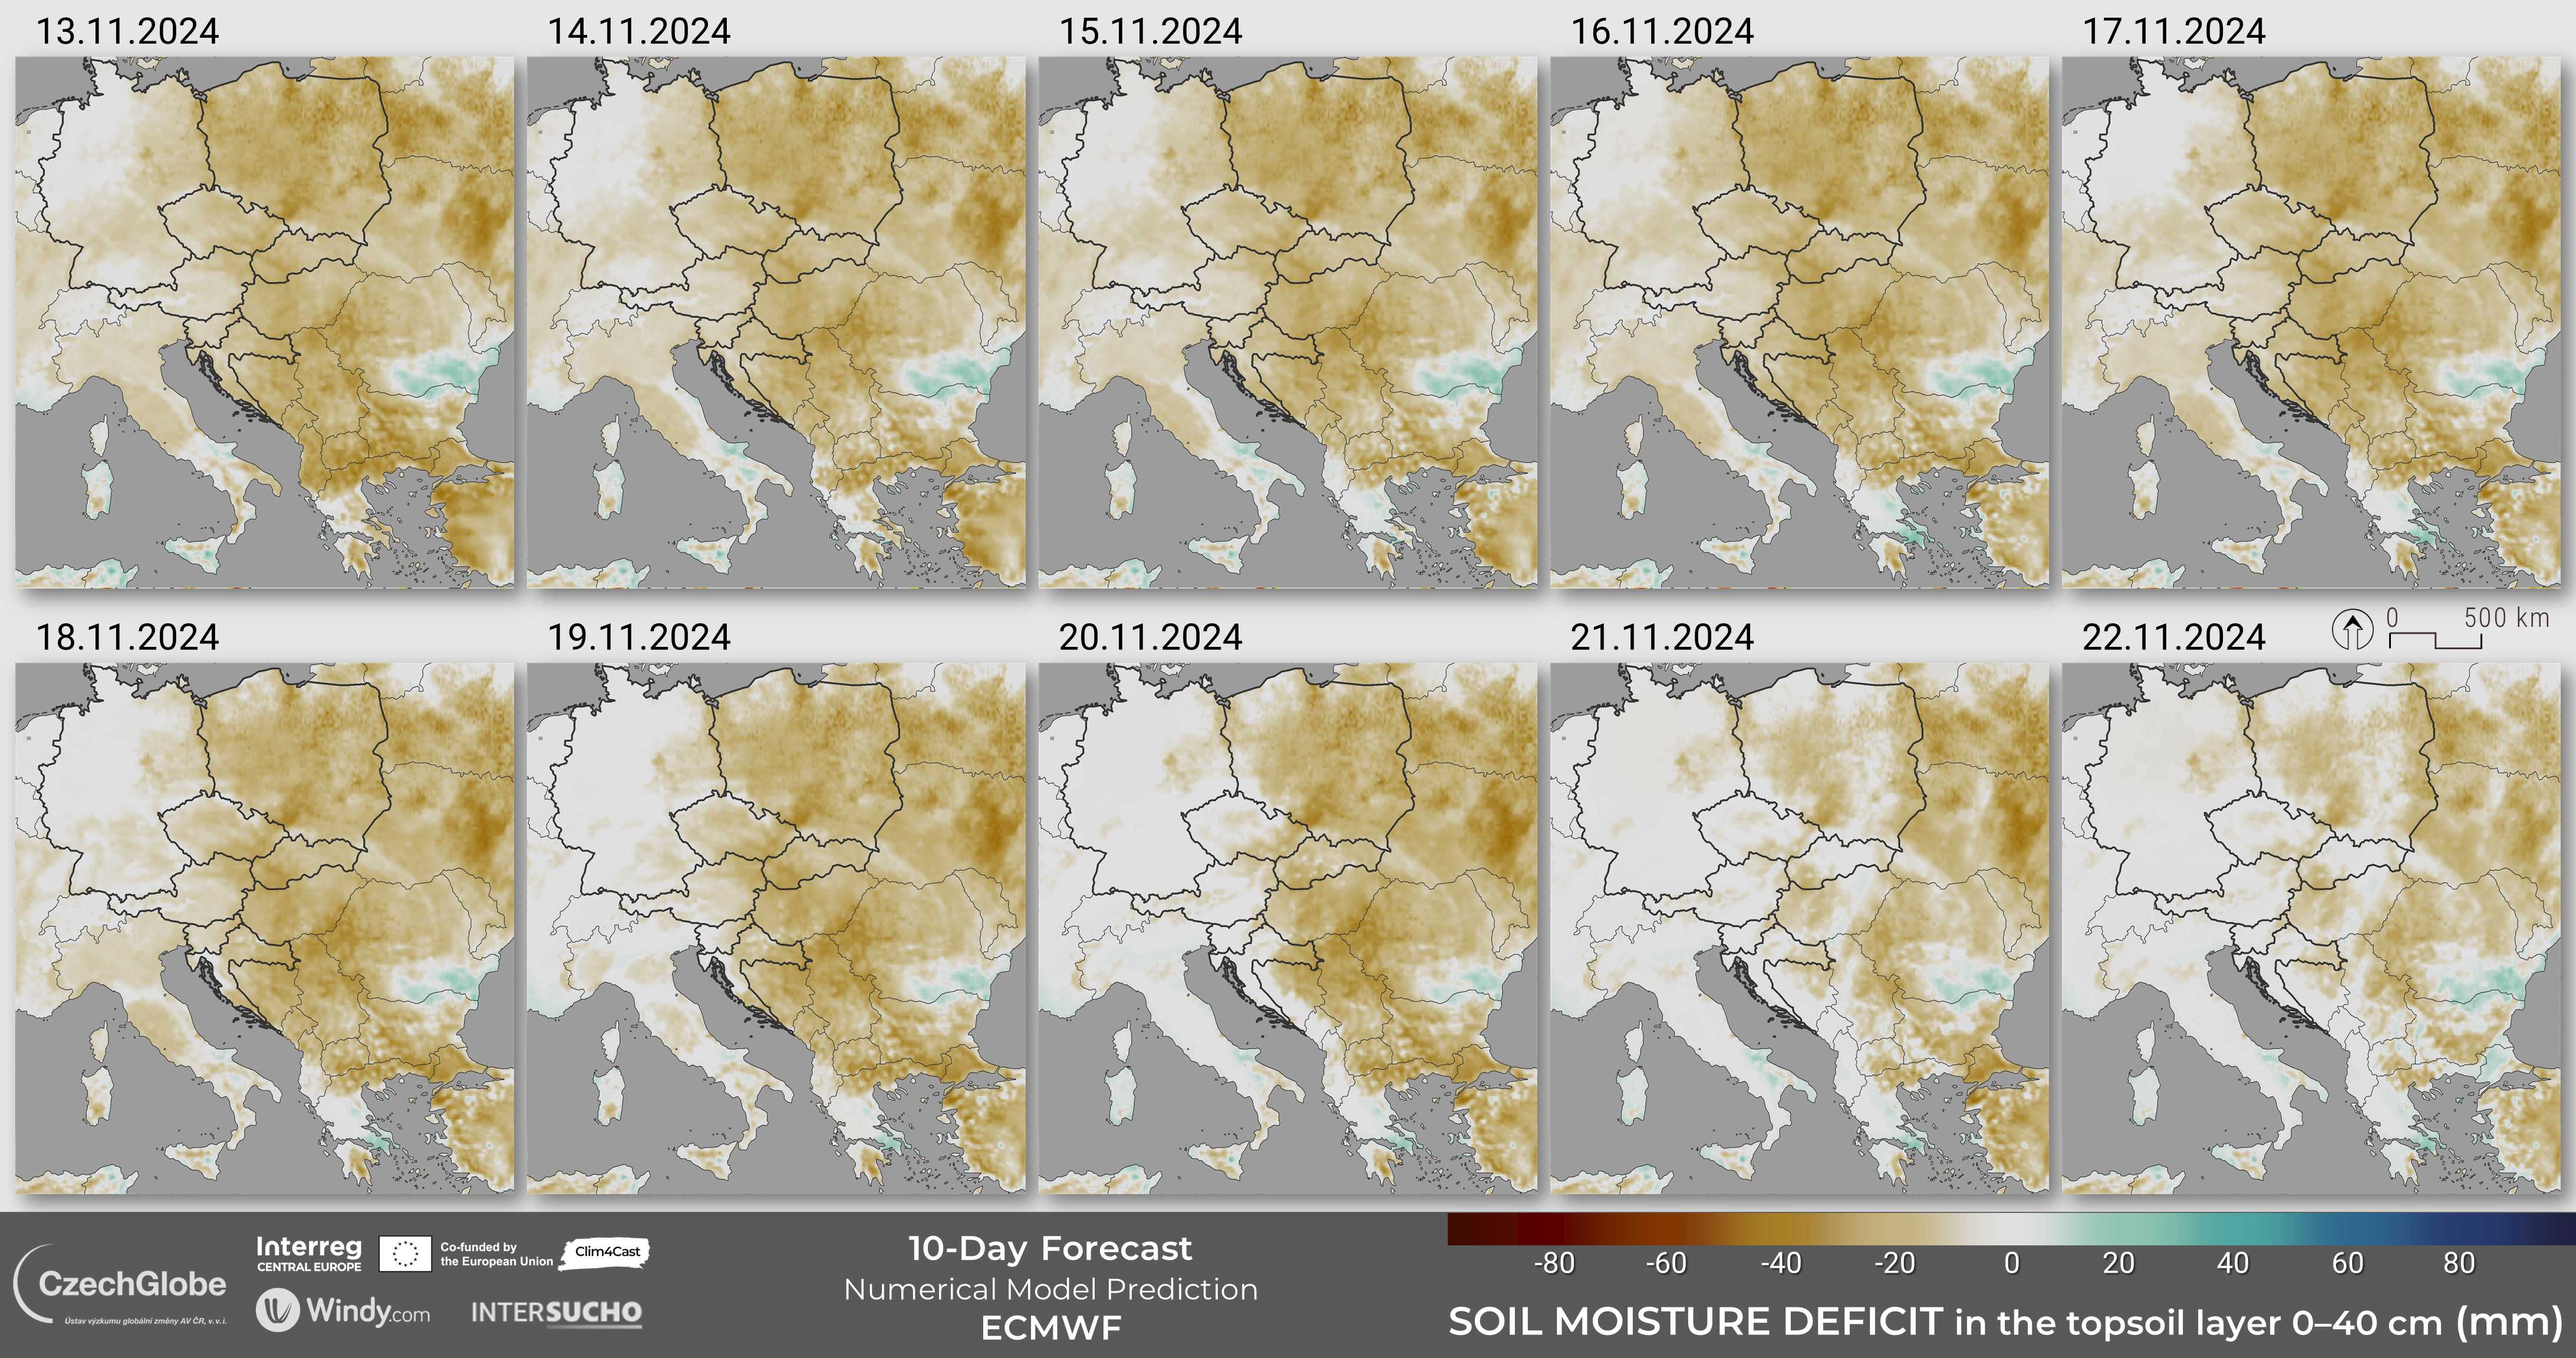 13.11.2024
14.11.2024
15.11.2024
16.11.2024
17.11.2024
0 500 km
18.11.2024
19.11.2024
20.11.2024
21.11.2024
22.11.2024
CzechGlobe
Ústav výzkumu globální změny AV ČR, v. v. i.
Interreg
CENTRAL EUROPE
Co-funded by
the European Union
Clim4Cast
Windy.com
INTERSUCHO
10-Day Forecast
Numerical Model Prediction
ECMWF
-80 -60 -40 -20 0 20 40 60 80
SOIL MOISTURE DEFICIT in the topsoil layer 0–40 cm (mm)